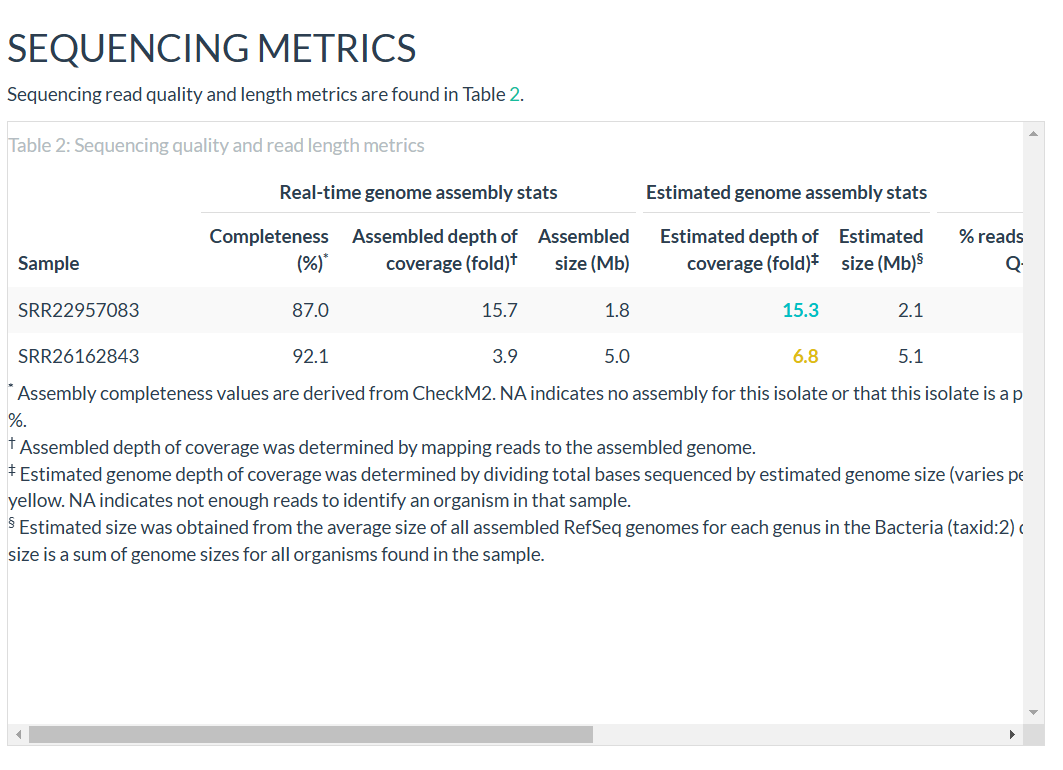 SEQUENCING METRICS
Sequencing read quality and length metrics are found in Table 2.
Table 2: Sequencing quality and read length metrics
Real-time genome assembly stats Estimated genome assembly stats
Completeness Assembled depth of Assembled Estimated depth of Estimated % reads
Sample (%)* coverage (fold)† size (Mb) coverage (fold)‡ size (Mb)§ Q-
SRR22957083 87.0 15.7 1.8 15.3 2.1
SRR26162843 92.1 3.9 5.0 6.8 5.1
* Assembly completeness values are derived from CheckM2. NA indicates no assembly for this isolate or that this isolate is a p
%.
† Assembled depth of coverage was determined by mapping reads to the assembled genome.
‡ Estimated genome depth of coverage was determined by dividing total bases sequenced by estimated genome size (varies pe
yellow. NA indicates not enough reads to identify an organism in that sample.
§ Estimated size was obtained from the average size of all assembled RefSeq genomes for each genus in the Bacteria (taxid:2)
size is a sum of genome sizes for all organisms found in the sample.